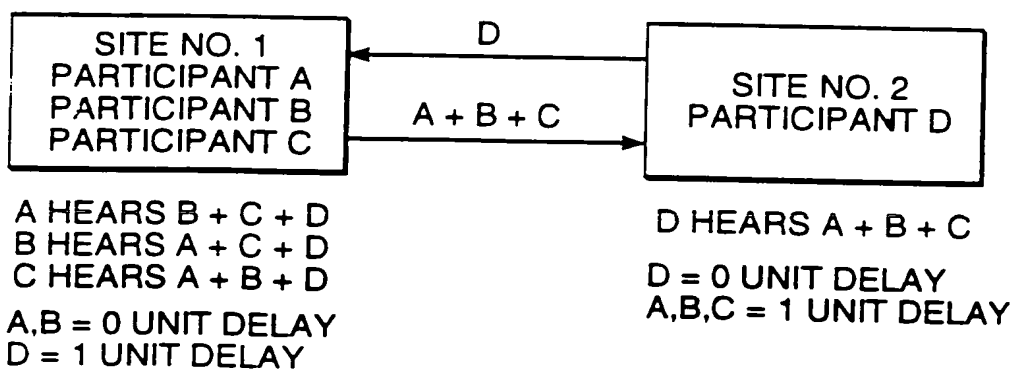 SITE NO. 1
PARTICIPANT A
PARTICIPANT B
PARTICIPANT C
D
A + B + C
SITE NO. 2
PARTICIPANT D
A HEARS B + C + D
B HEARS A + C + D
C HEARS A + B + D
A,B = 0 UNIT DELAY
D = 1 UNIT DELAY
D HEARS A + B + C
D = 0 UNIT DELAY
A,B,C = 1 UNIT DELAY